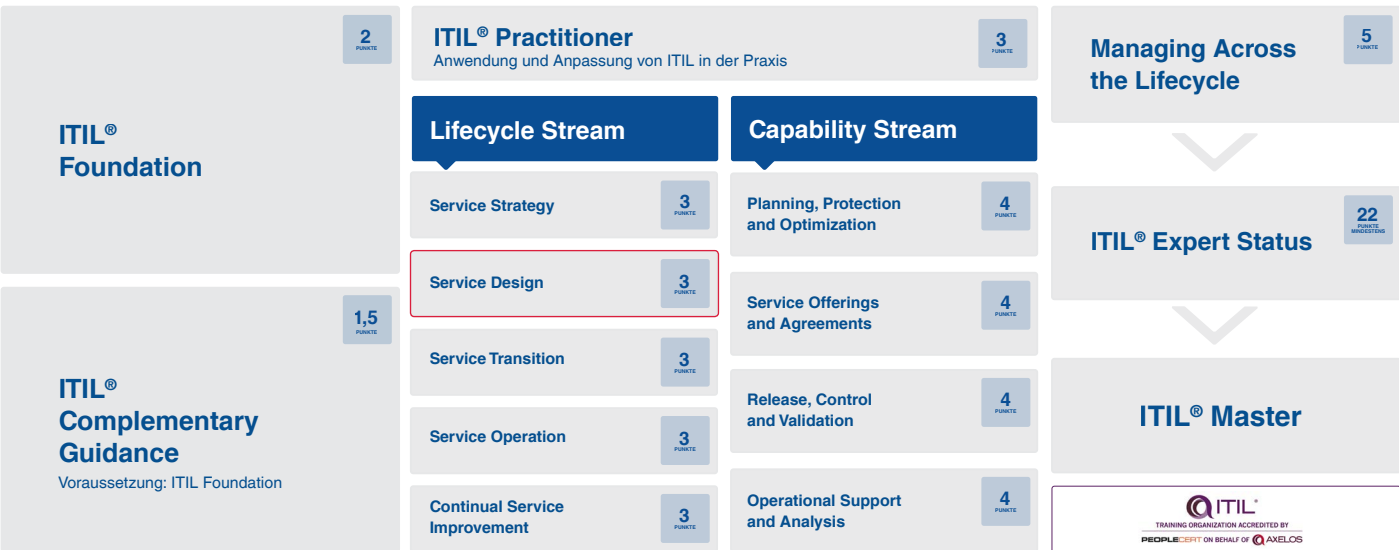 ITIL® Foundation
2
PUNKTE
ITIL®
Complementary
Guidance
Voraussetzung: ITIL Foundation
1,5
PUNKTE
ITIL® Practitioner
Anwendung und Anpassung von ITIL in der Praxis
3
PUNKTE
Lifecycle Stream
Service Strategy
3
PUNKTE
Service Design
3
PUNKTE
Service Transition
3
PUNKTE
Service Operation
3
PUNKTE
Continual Service
Improvement
3
PUNKTE
Capability Stream
Planning, Protection
and Optimization
4
PUNKTE
Service Offerings
and Agreements
4
PUNKTE
Release, Control
and Validation
4
PUNKTE
Operational Support
and Analysis
4
PUNKTE
Managing Across
the Lifecycle
5
PUNKTE
ITIL® Expert Status
22
PUNKTE
MINDESTENS
ITIL® Master
ITIL®
TRAINING ORGANIZATION ACCREDITED BY
PEOPLECERT ON BEHALF OF AXELOS